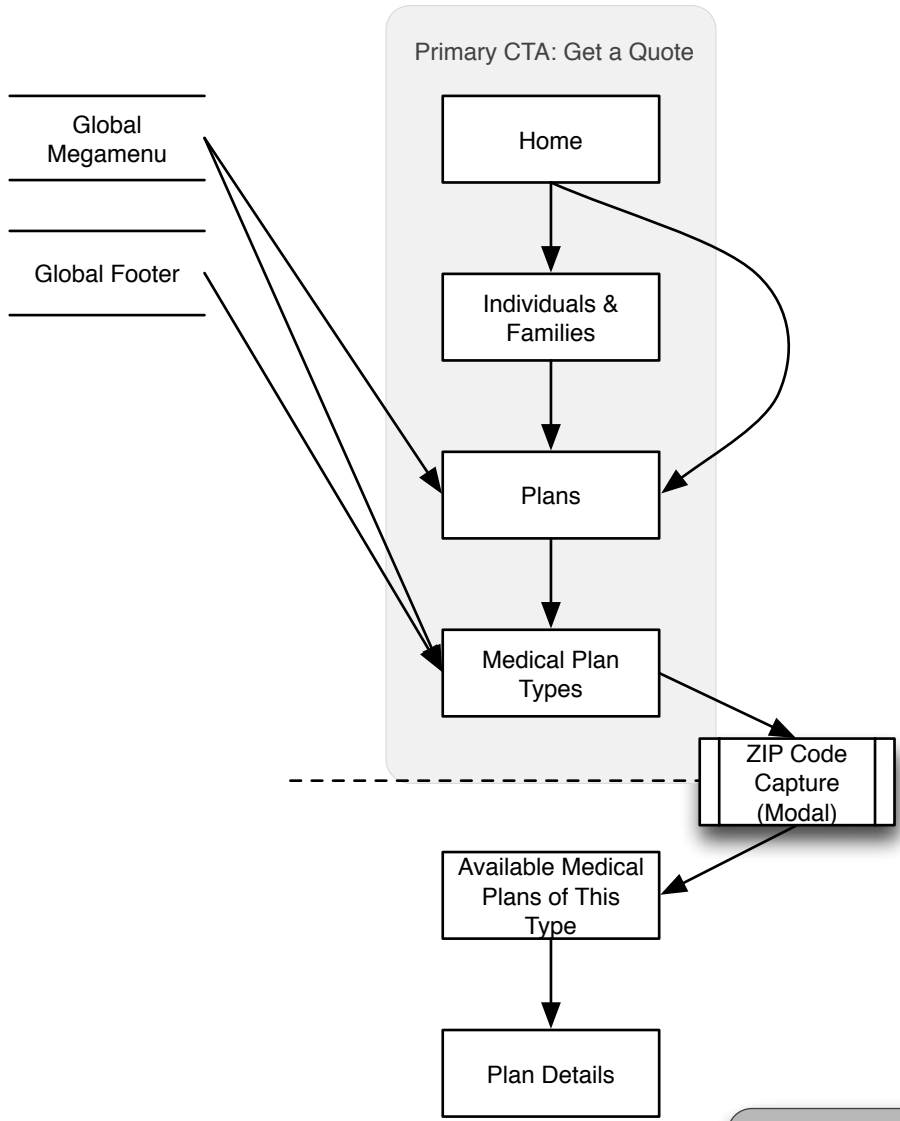 Primary CTA: Get a Quote
Global
Megamenu
Home
Global Footer
Individuals &
Families
Plans
Medical Plan
Types
ZIP Code
Capture
(Modal)
Available Medical
Plans of This
Type
Plan Details